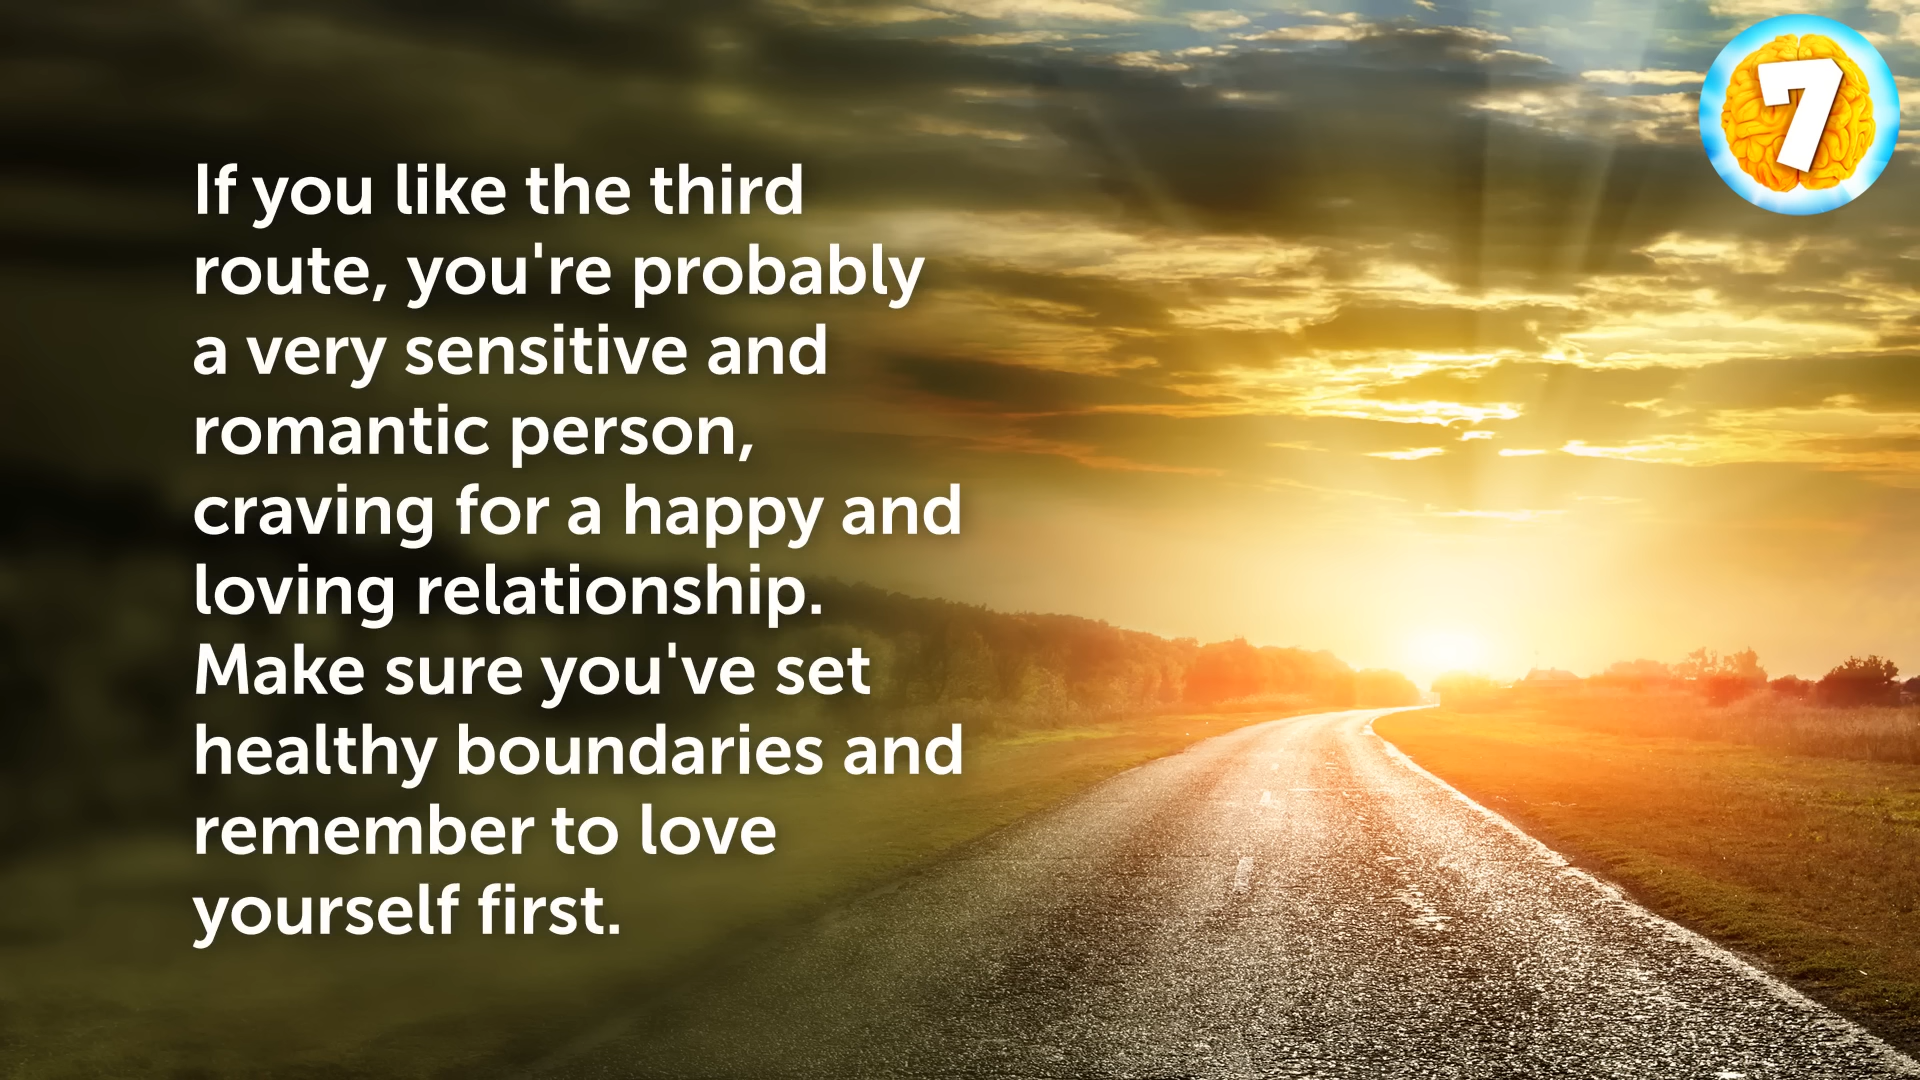 7
If you like the third
route, you're probably
a very sensitive and
romantic person,
craving for a happy and
loving relationship.
Make sure you've set
healthy boundaries and
remember to love
yourself first.